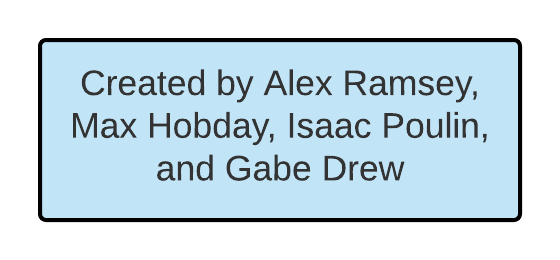 Created by Alex Ramsey,
Max Hobday, Isaac Poulin,
and Gabe Drew